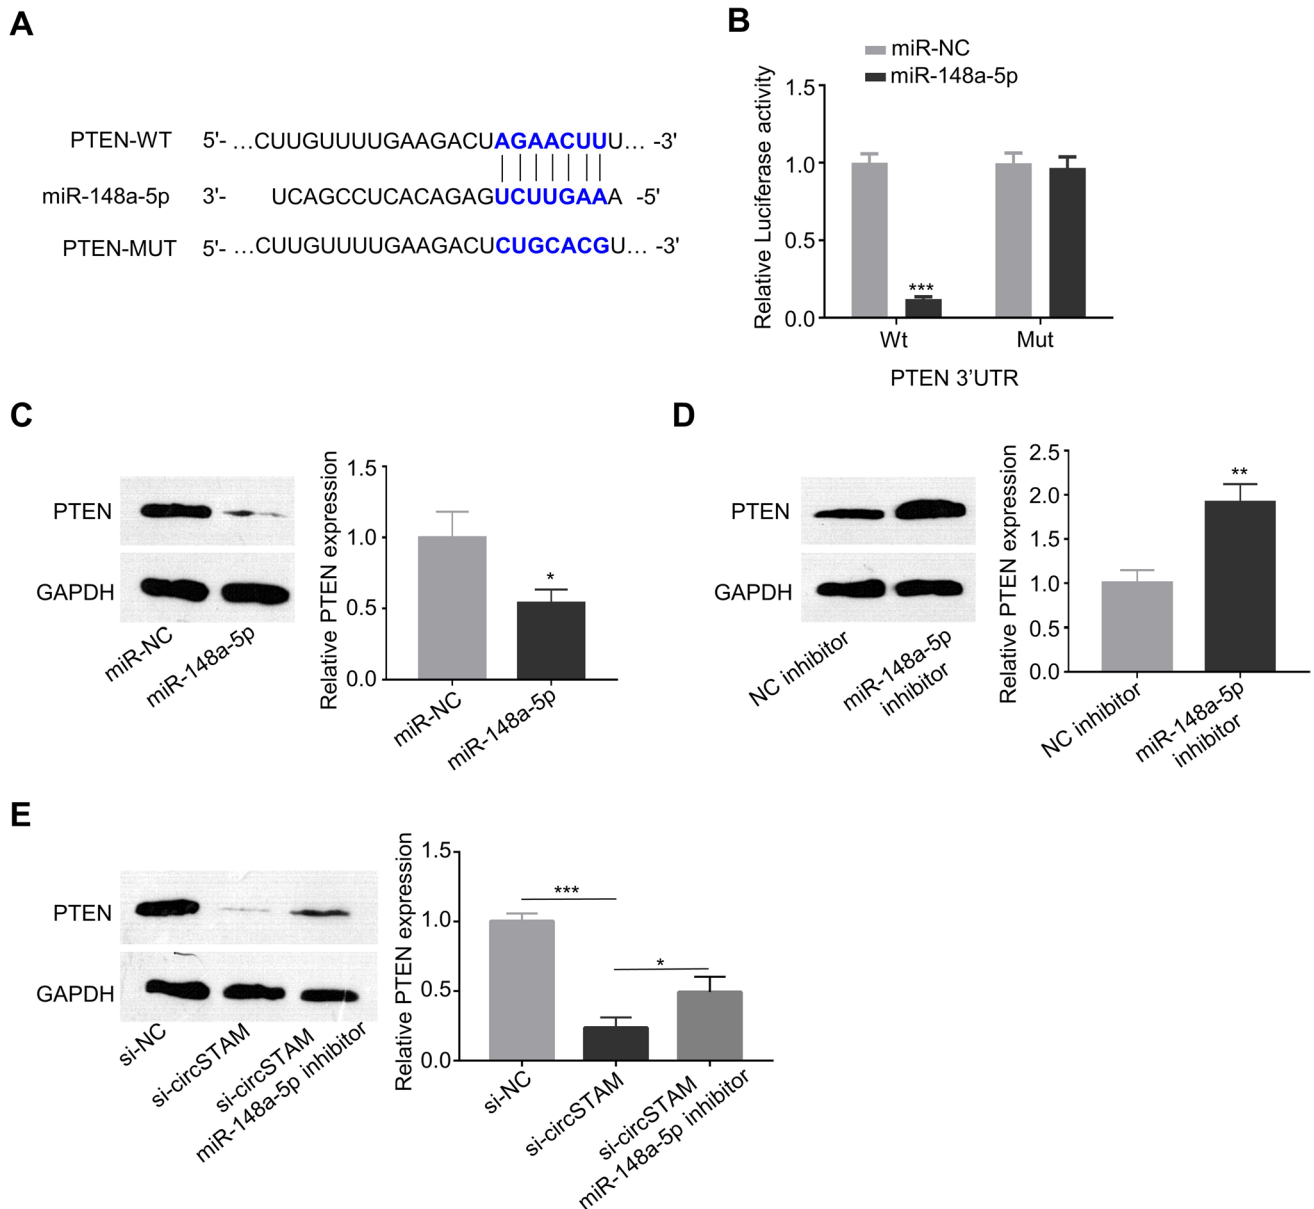 A
PTEN-WT 5'- ...CUUGUUUUGAAGACUAGAACUUU... -3'
miR-148a-5p 3'- UCAGCCUCACAGAGUCUUGAAA -5'
PTEN-MUT 5'- ...CUUGUUUUGAAGACUCUGCACGU... -3'
B
miR-NC
miR-148a-5p
Relative Luciferase activity
1.5
1.0
0.5
0.0
***
Wt Mut
PTEN 3’UTR
C
PTEN
GAPDH
miR-NC
miR-148a-5p
Relative PTEN expression
1.5
1.0
0.5
0.0
*
miR-NC
miR-148a-5p
D
PTEN
GAPDH
NC inhibitor
miR-148a-5p
inhibitor
Relative PTEN expression
2.5
2.0
1.5
1.0
0.5
0.0
**
NC inhibitor
miR-148a-5p
inhibitor
E
PTEN
GAPDH
si-NC
si-circSTAM
si-circSTAM
miR-148a-5p inhibitor
Relative PTEN expression
1.5
1.0
0.5
0.0
***
*
si-NC
si-circSTAM
si-circSTAM
miR-148a-5p inhibitor